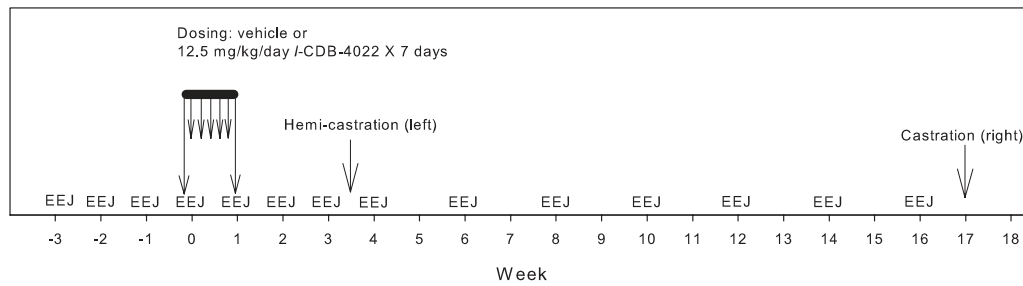 Dosing: vehicle or
12.5 mg/kg/day l-CDB-4022 X 7 days
Hemi-castration (left)
Castration (right)
EEJ EEJ EEJ EEJ EEJ EEJ EEJ EEJ EEJ EEJ EEJ EEJ EEJ EEJ
-3 -2 -1 0 1 2 3 4 5 6 7 8 9 10 11 12 13 14 15 16 17 18
Week